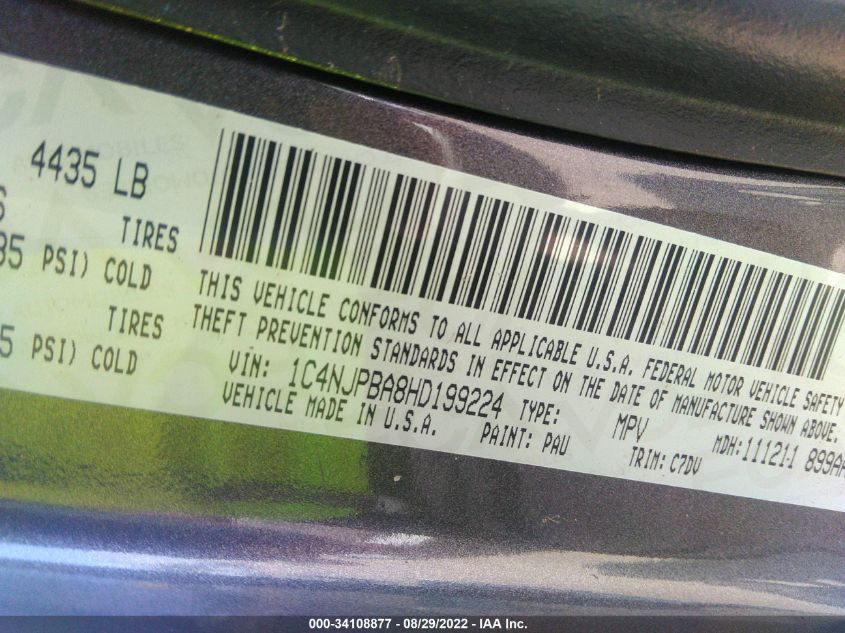 4435 LB
TIRES
35 PSI) COLD
TIRES
5 PSI) COLD
THIS VEHICLE CONFORMS TO ALL APPLICABLE U.S.A. FEDERAL MOTOR VEHICLE SAFETY
THEFT PREVENTION STANDARDS IN EFFECT ON THE DATE OF MANUFACTURE SHOWN ABOVE.
VIN: 1C4NJPBA8HD199224 TYPE: MPV MDH:111211 899AA
VEHICLE MADE IN U.S.A. PAINT: PAU TRIM: C7DV
000-34108877 - 08/29/2022 - IAA Inc.